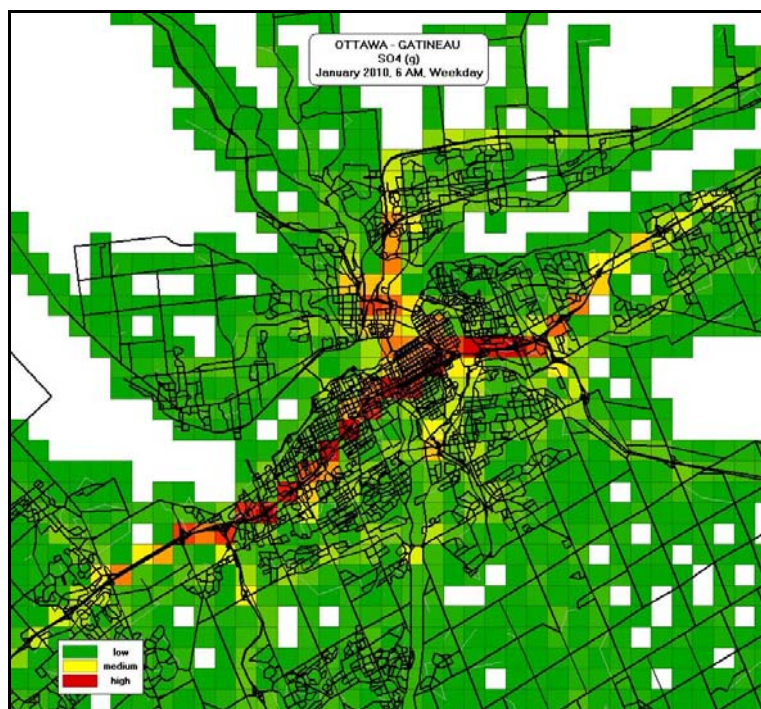 OTTAWA - GATINEAU
SO4 (g)
January 2010, 6 AM, Weekday
low
medium
high